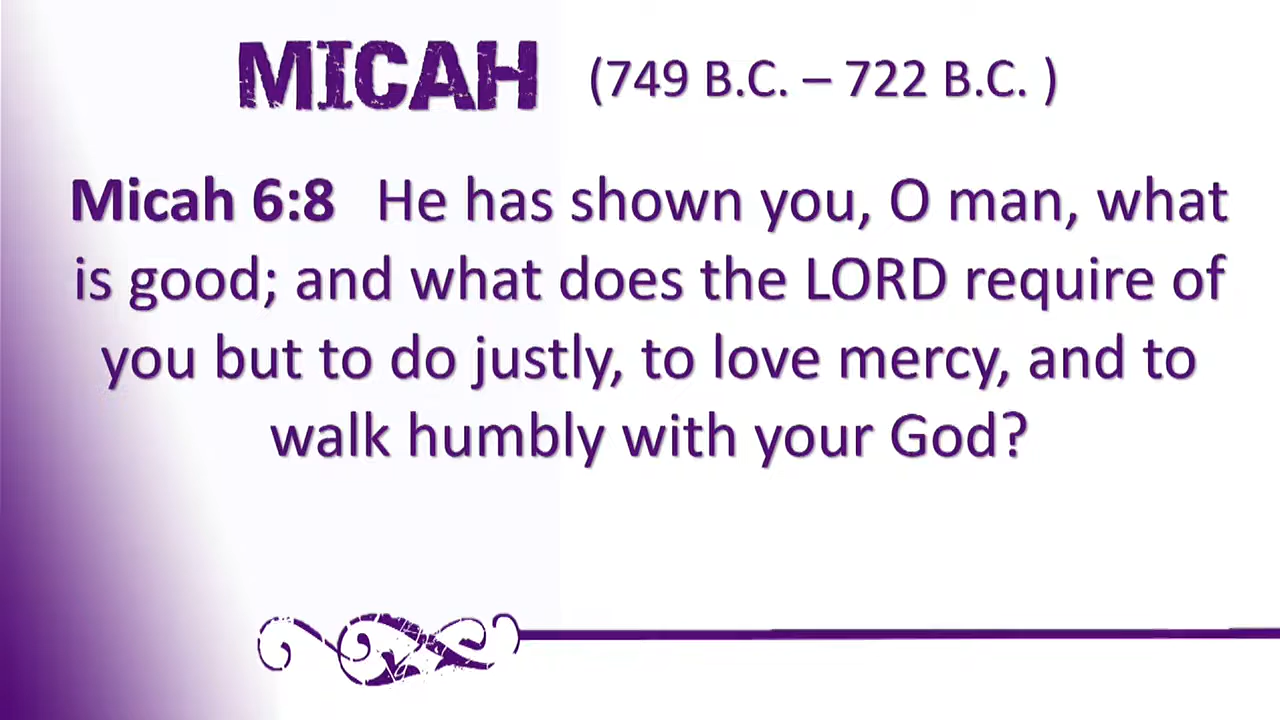 MICAH (749 B.C. – 722 B.C. )
Micah 6:8 He has shown you, O man, what
is good; and what does the LORD require of
you but to do justly, to love mercy, and to
walk humbly with your God?